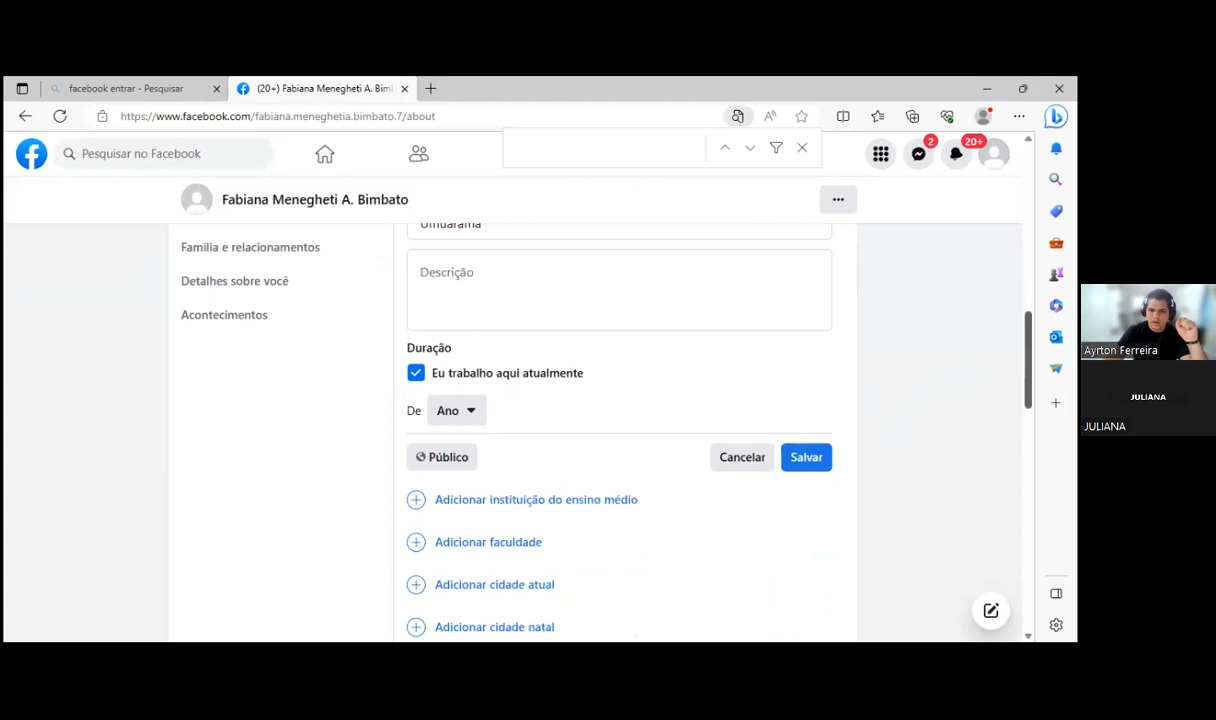 facebook entrar - Pesquisar
(20+) Fabiana Menegheti A. Bimb
https://www.facebook.com/fabiana.meneghetia.bimbato.7/about
Pesquisar no Facebook
2
20+
Fabiana Menegheti A. Bimbato
Família e relacionamentos
Detalhes sobre você
Acontecimentos
Umuarama
Descrição
Duração
Eu trabalho aqui atualmente
De
Ano
Público
Cancelar
Salvar
Adicionar instituição do ensino médio
Adicionar faculdade
Adicionar cidade atual
Adicionar cidade natal
Ayrton Ferreira
JULIANA
JULIANA